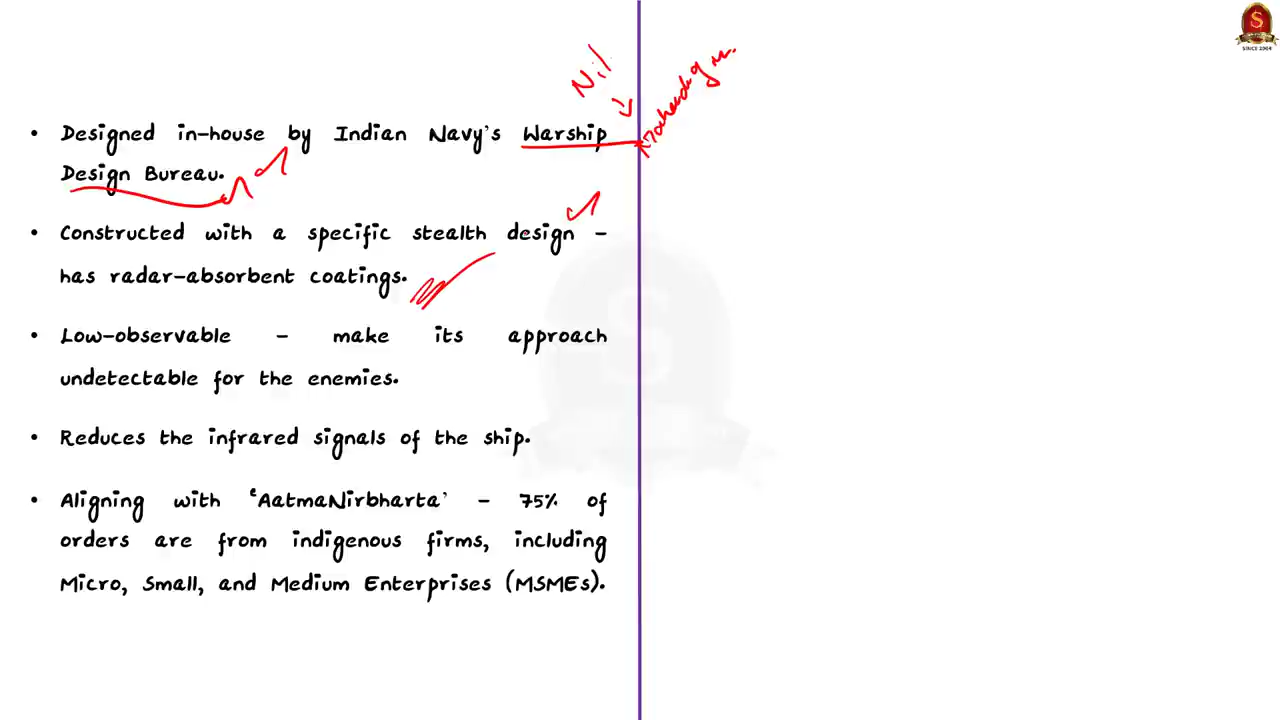 SINCE 2004
Nil
• Designed in-house by Indian Navy's Warship
Design Bureau.
• Constructed with a specific stealth design -
has radar-absorbent coatings.
• Low-observable - make its approach
undetectable for the enemies.
• Reduces the infrared signals of the ship.
• Aligning with 'AatmaNirbharta' - 75% of
orders are from indigenous firms, including
Micro, Small, and Medium Enterprises (MSMEs).